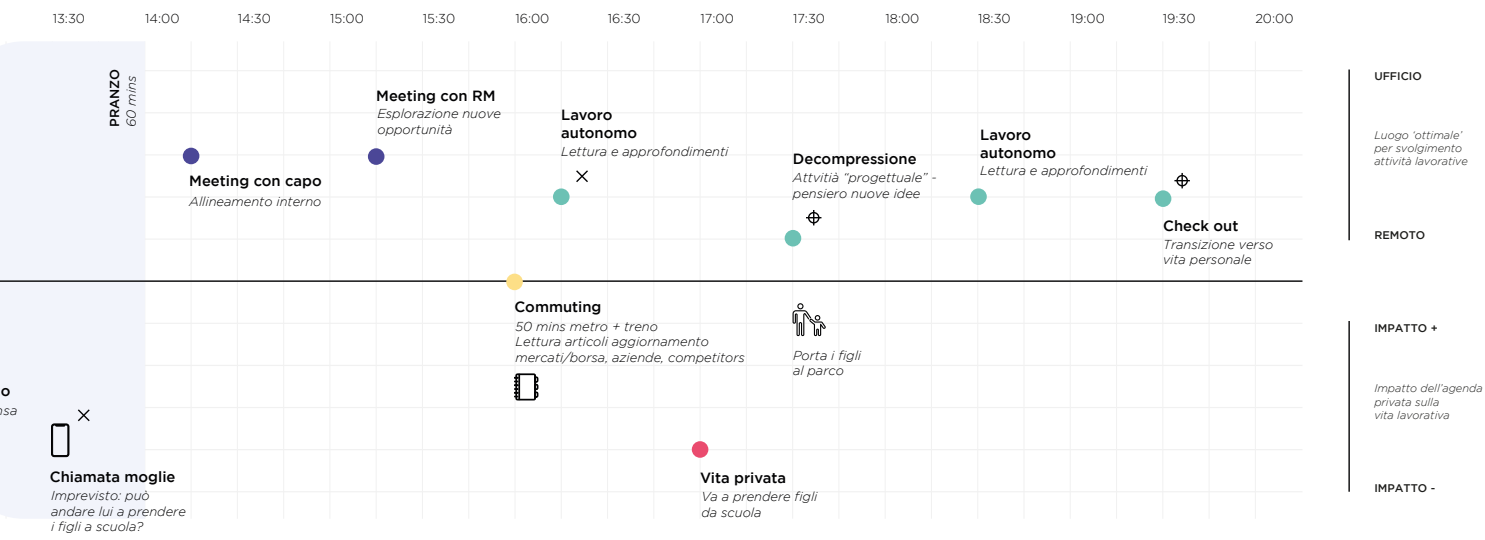 13:30 14:00 14:30 15:00 15:30 16:00 16:30 17:00 17:30 18:00 18:30 19:00 19:30 20:00
PRANZO
60 mins
Meeting con capo
Allineamento interno
Meeting con RM
Esplorazione nuove
opportunità
Lavoro
autonomo
Lettura e approfondimenti
Decompressione
Attvità “progettuale” -
pensiero nuove idee
Lavoro
autonomo
Lettura e approfondimenti
Check out
Transizione verso
vita personale
UFFICIO
Luogo ‘ottimale’
per svolgimento
attività lavorative
REMOTO
Commuting
50 mins metro + treno
Lettura articoli aggiornamento
mercati/borsa, aziende, competitors
Porta i figli
al parco
o
nsa
Chiamata moglie
Imprevisto: può
andare lui a prendere
i figli a scuola?
Vita privata
Va a prendere figli
da scuola
IMPATTO +
Impatto dell’agenda
privata sulla
vita lavorativa
IMPATTO -